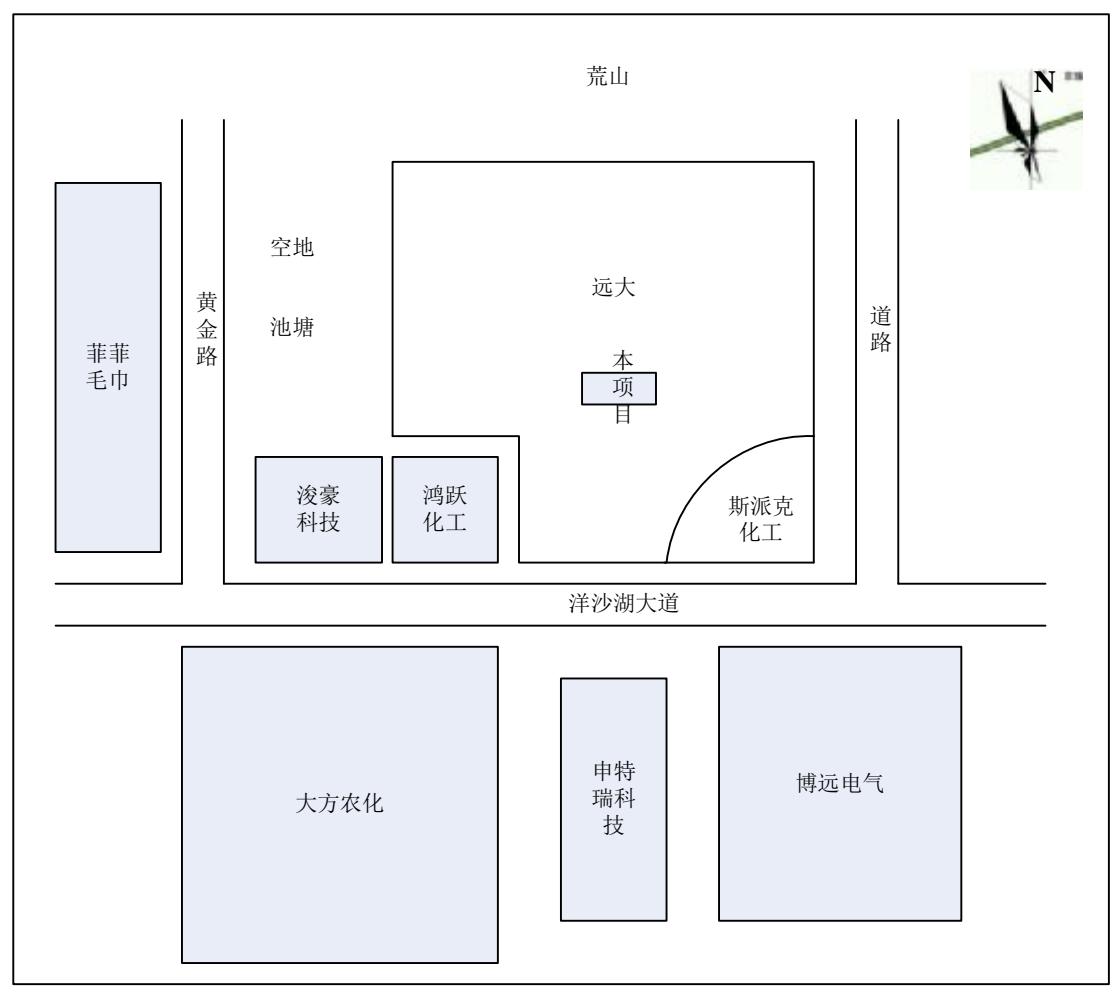 荒山
N
空地
远大
黄金路
道路
池塘
菲菲
毛巾
本项目
浚豪
科技
鸿跃
化工
斯派克
化工
洋沙湖大道
申特
瑞科
技
博远电气
大方农化